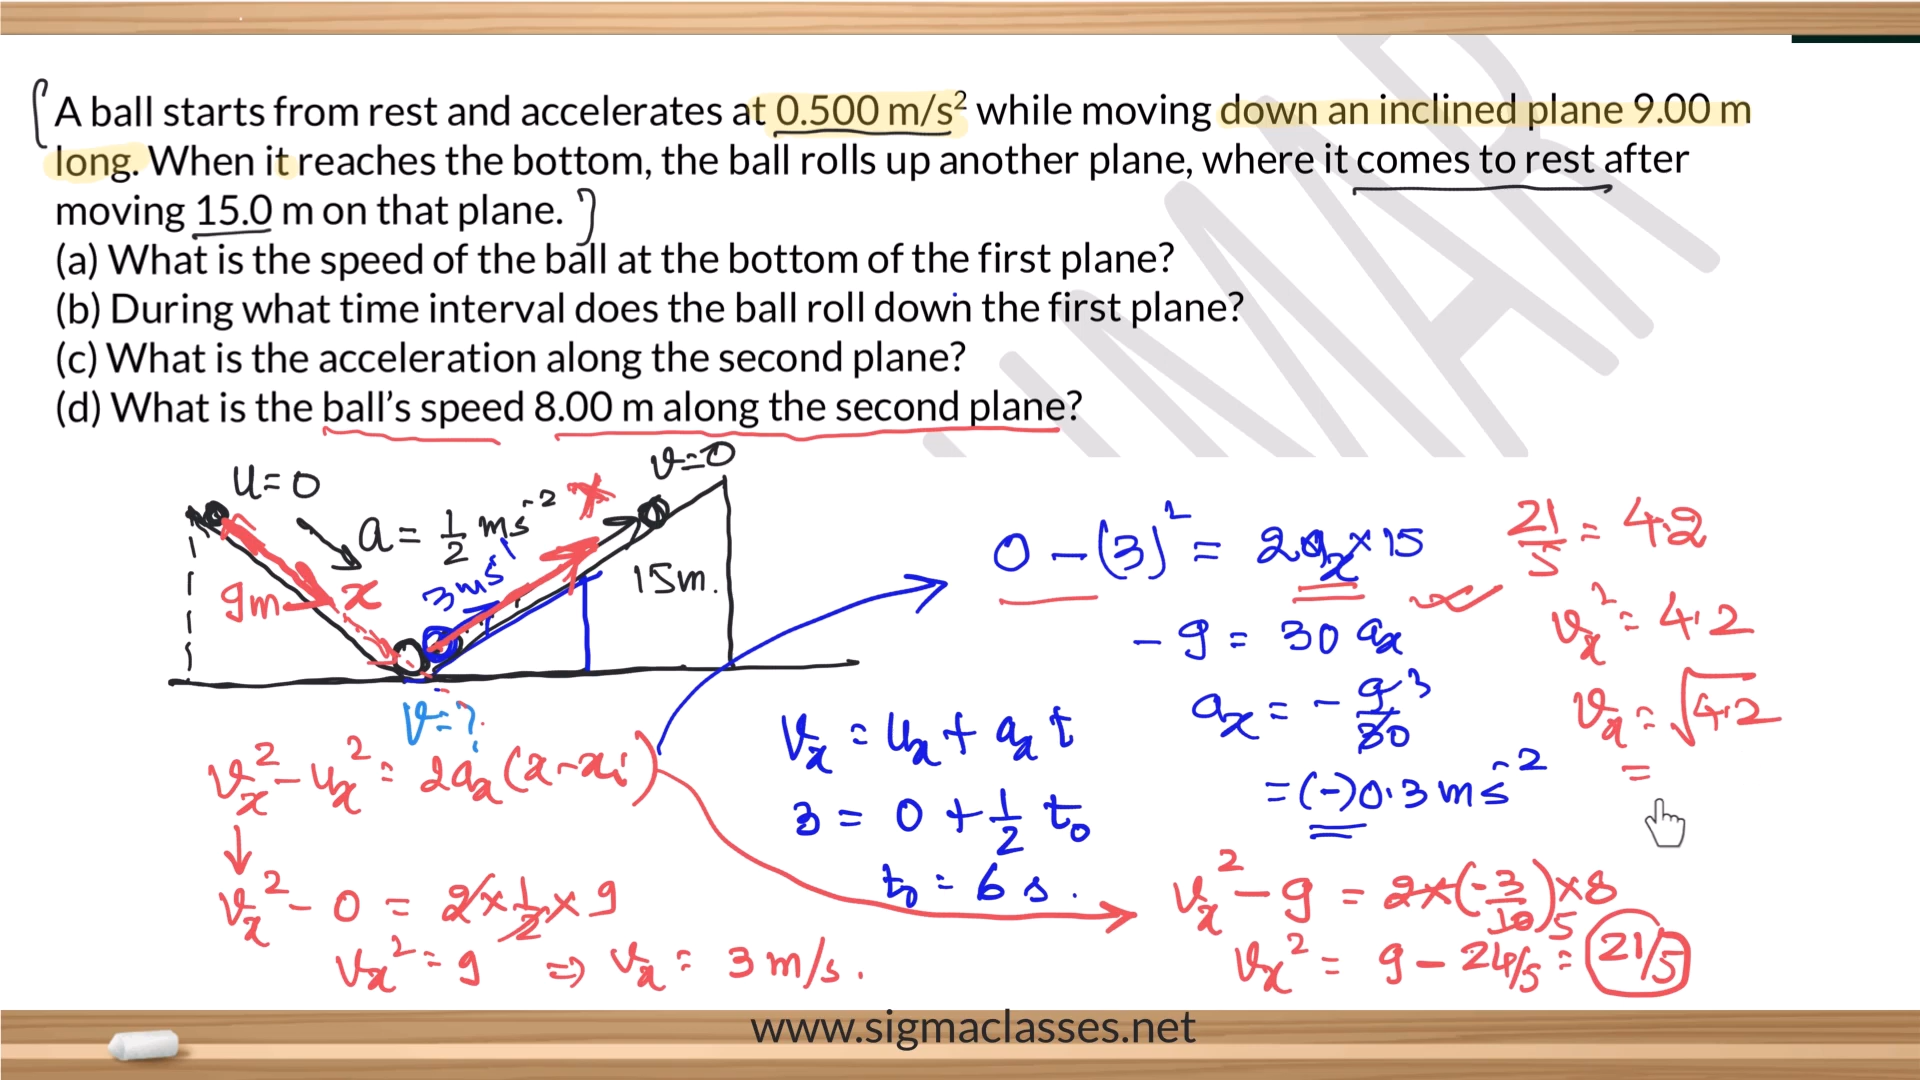 A ball starts from rest and accelerates at 0.500 m/s² while moving down an inclined plane 9.00 m
long. When it reaches the bottom, the ball rolls up another plane, where it comes to rest after
moving 15.0 m on that plane.
(a) What is the speed of the ball at the bottom of the first plane?
(b) During what time interval does the ball roll down the first plane?
(c) What is the acceleration along the second plane?
(d) What is the ball's speed 8.00 m along the second plane?
u = 0
a = 1/2 ms⁻²
x
v = 0
9m
x
3ms⁻¹
15m.
v = ?
vₓ² - uₓ² = 2aₓ(x - xᵢ)
vₓ² - 0 = 2 × 1/2 × 9
vₓ² = 9 ⇒ vₓ = 3 m/s.
vₓ = uₓ + aₓ t
3 = 0 + 1/2 t₀
t₀ = 6 s.
0 - (3)² = 2aₓ × 15
- 9 = 30 aₓ
aₓ = - 9/30 3
= (-) 0.3 ms⁻²
21/5 = 4.2
vₓ² = 4.2
vₓ = √4.2
=
vₓ² - 9 = 2 × (-3/10) × 8
5
vₓ² = 9 - 24/5 = 21/5
www.sigmaclasses.net